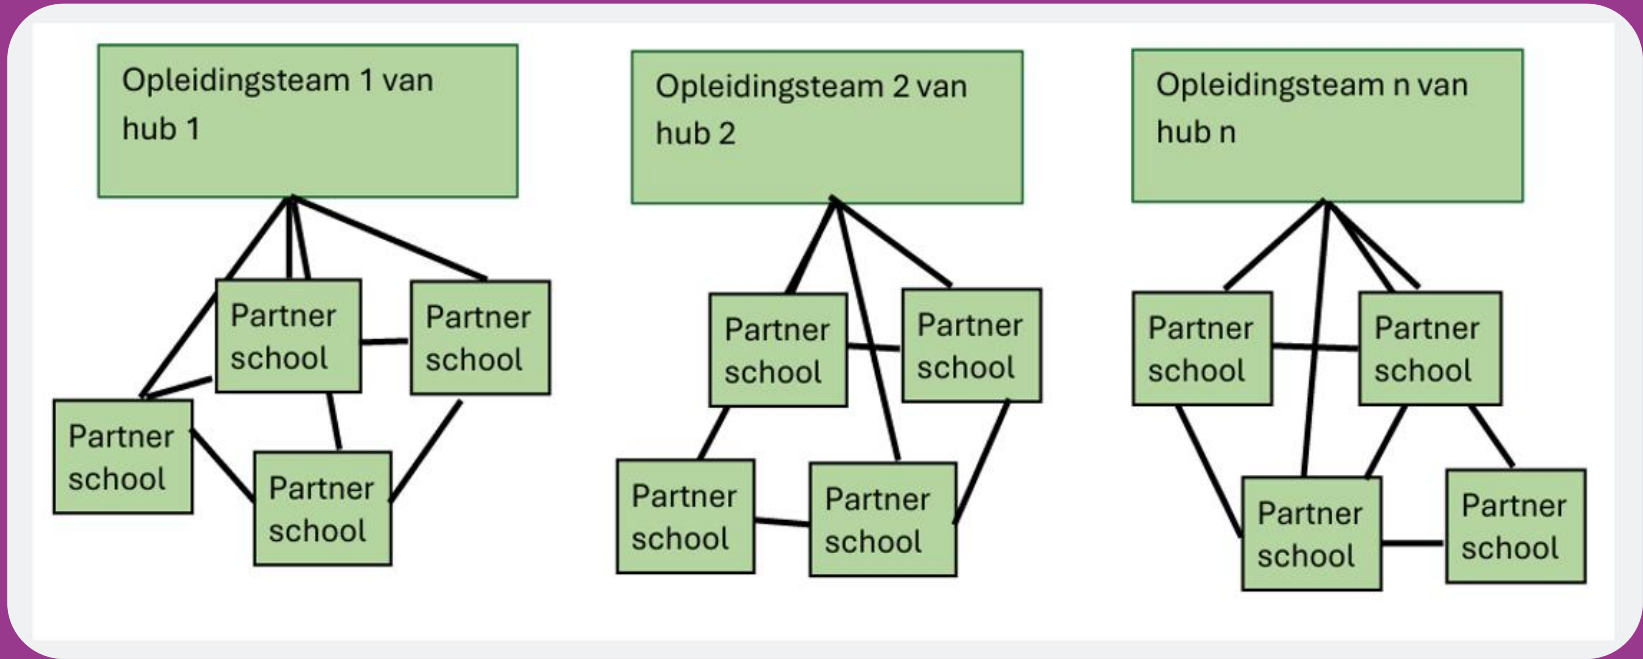 Opleidingsteam 1 van
hub 1
Opleidingsteam 2 van
hub 2
Opleidingsteam n van
hub n
Partner
school
Partner
school
Partner
school
Partner
school
Partner
school
Partner
school
Partner
school
Partner
school
Partner
school
Partner
school
Partner
school
Partner
school